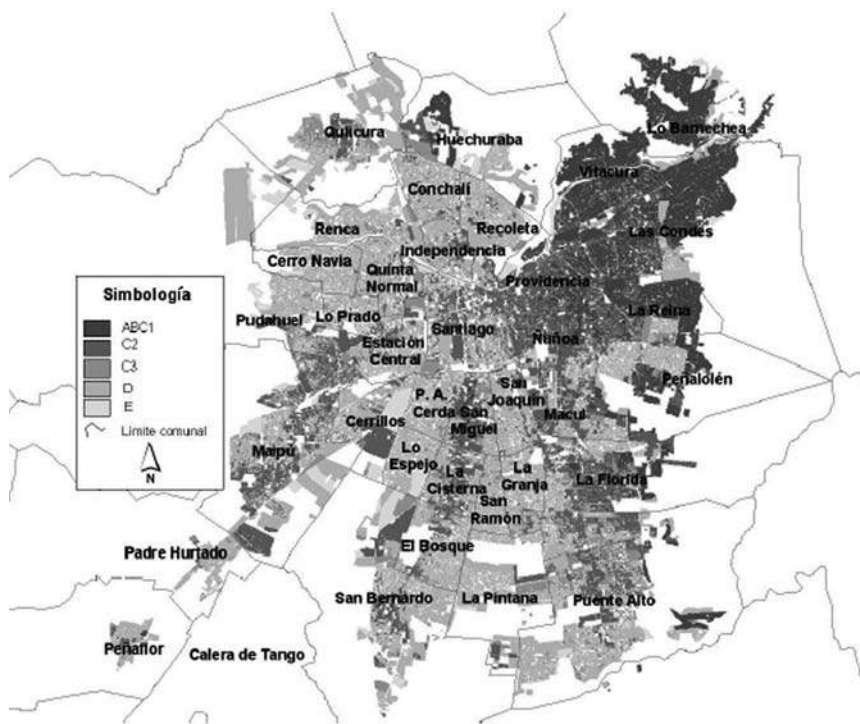 Lo Barnechea
Quilicura
Huechuraba
Vitacura
Conchalí
Las Condes
Renca
Recoleta
Independencia
Cerro Navia
Quinta
Normal
Providencia
Simbología
ABC1
C2
C3
D
E
Límite comunal
N
Pudahuel
Lo Prado
La Reina
Santiago
Ñuñoa
Estación
Central
Peñalolén
San
Joaquín
P. A.
Cerda
San
Miguel
Macul
Cerrillos
Maipú
Lo
Espejo
La
Cisterna
La
Granja
La Florida
San
Ramón
Padre Hurtado
El Bosque
San Bernardo
La Pintana
Puente Alto
Peñaflor
Calera de Tango